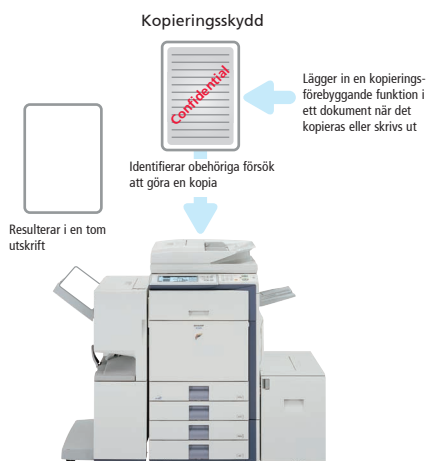 Kopieringsskydd
Confidential
Lägger in en kopierings-
förebyggande funktion i
ett dokument när det
kopieras eller skrivs ut
Identifierar obehöriga försök
att göra en kopia
Resulterar i en tom
utskrift